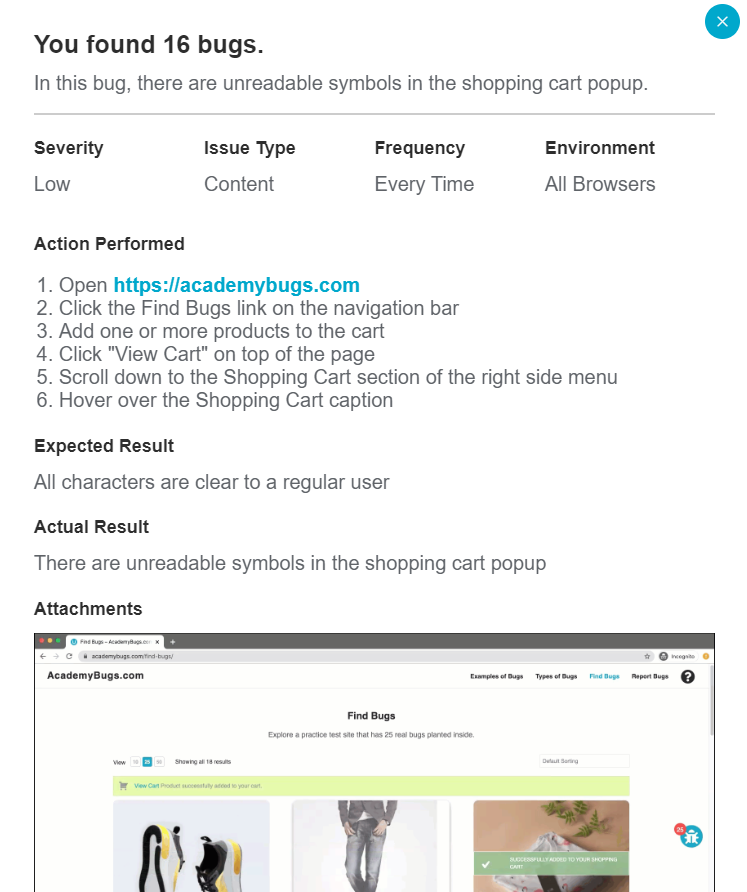 You found 16 bugs.
In this bug, there are unreadable symbols in the shopping cart popup.
Severity Issue Type Frequency Environment
Low Content Every Time All Browsers
Action Performed
1. Open https://academybugs.com
2. Click the Find Bugs link on the navigation bar
3. Add one or more products to the cart
4. Click "View Cart" on top of the page
5. Scroll down to the Shopping Cart section of the right side menu
6. Hover over the Shopping Cart caption
Expected Result
All characters are clear to a regular user
Actual Result
There are unreadable symbols in the shopping cart popup
Attachments
Find Bugs – AcademyBugs.co
academybugs.com/find-bugs/ Incognito
AcademyBugs.com Examples of Bugs Types of Bugs Find Bugs Report Bugs ?
Find Bugs
Explore a practice test site that has 25 real bugs planted inside.
View 10 25 50 Showing all 18 results Default Sorting
View Cart Product successfully added to your cart.
25
SUCCESSFULLY ADDED TO YOUR SHOPPING
CART